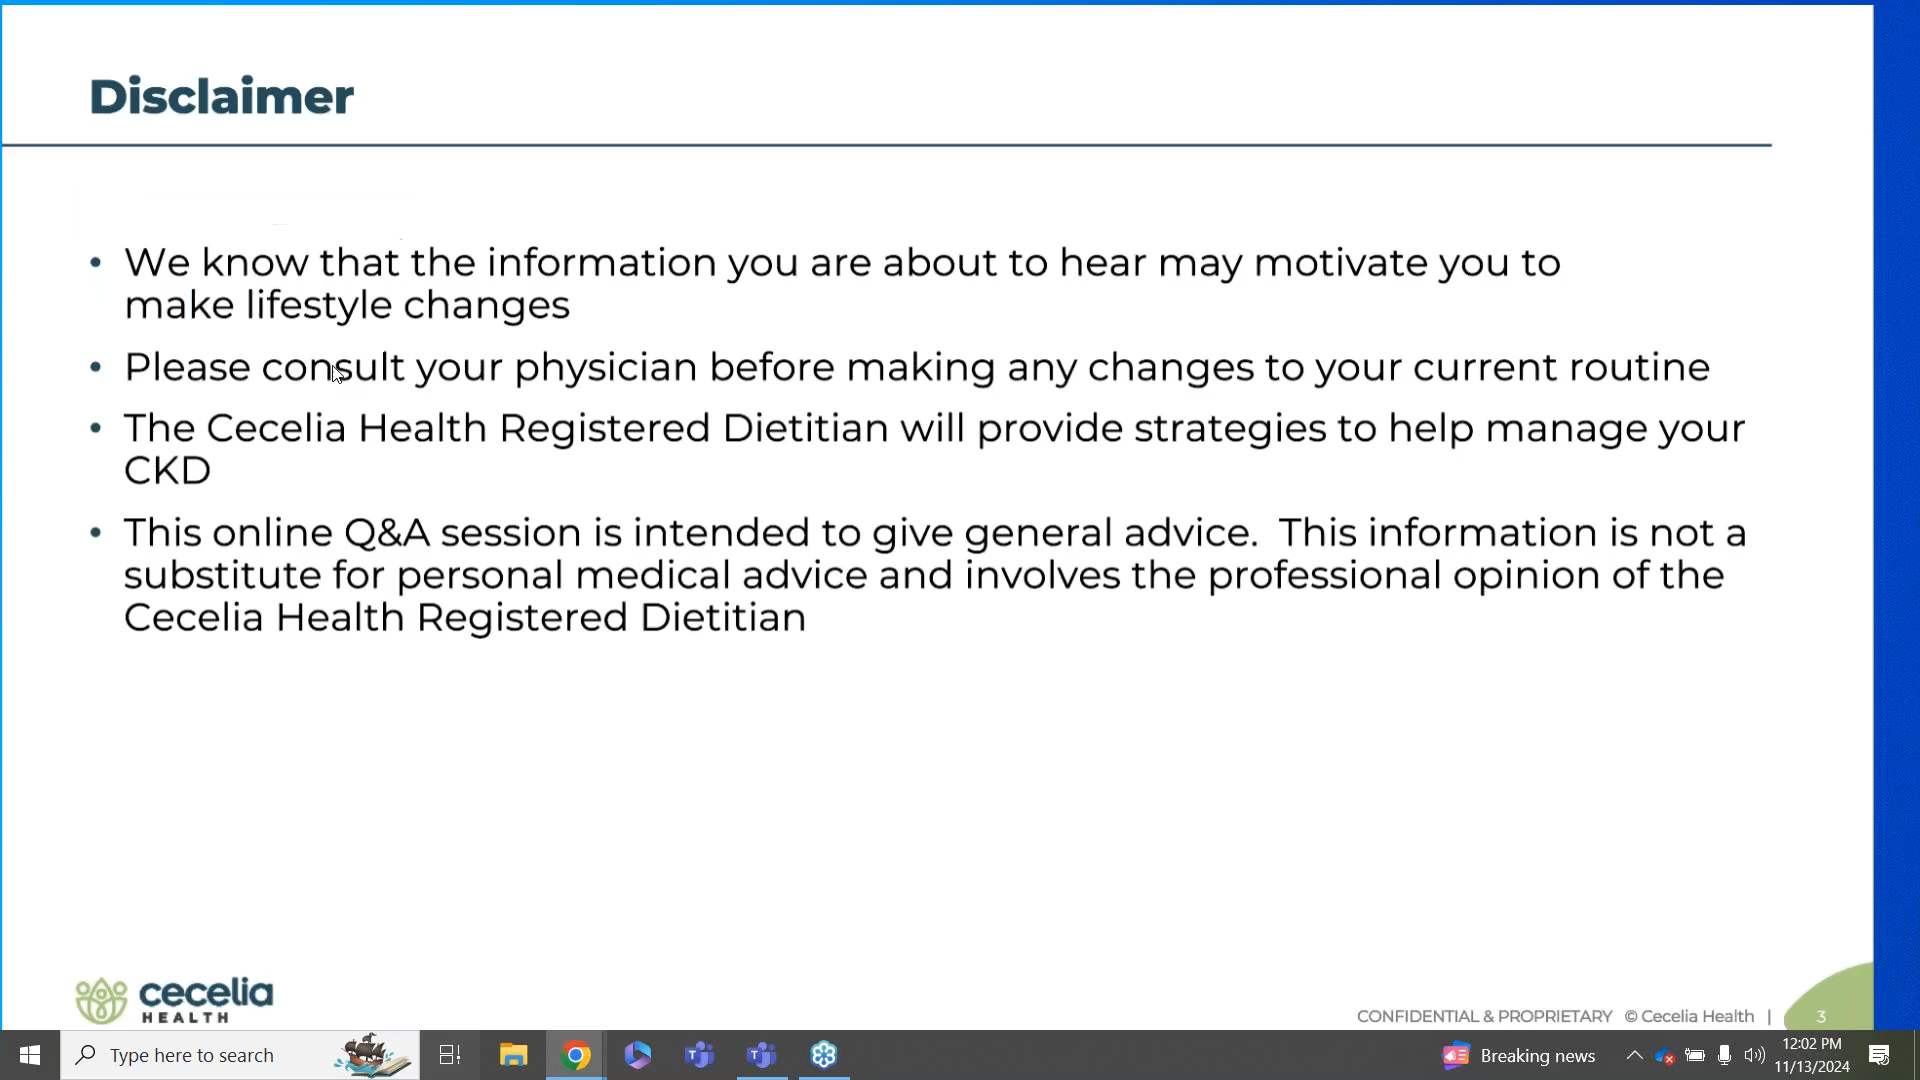 Disclaimer
• We know that the information you are about to hear may motivate you to
make lifestyle changes
• Please consult your physician before making any changes to your current routine
• The Cecelia Health Registered Dietitian will provide strategies to help manage your
CKD
• This online Q&A session is intended to give general advice.  This information is not a
substitute for personal medical advice and involves the professional opinion of the
Cecelia Health Registered Dietitian
cecelia
HEALTH
CONFIDENTIAL & PROPRIETARY © Cecelia Health | 3
Type here to search
Breaking news
12:02 PM
11/13/2024